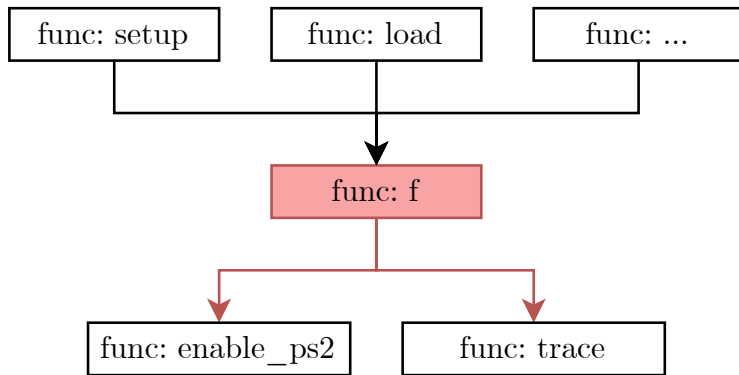 func: setup
func: load
func: ...
func: f
func: enable_ps2
func: trace